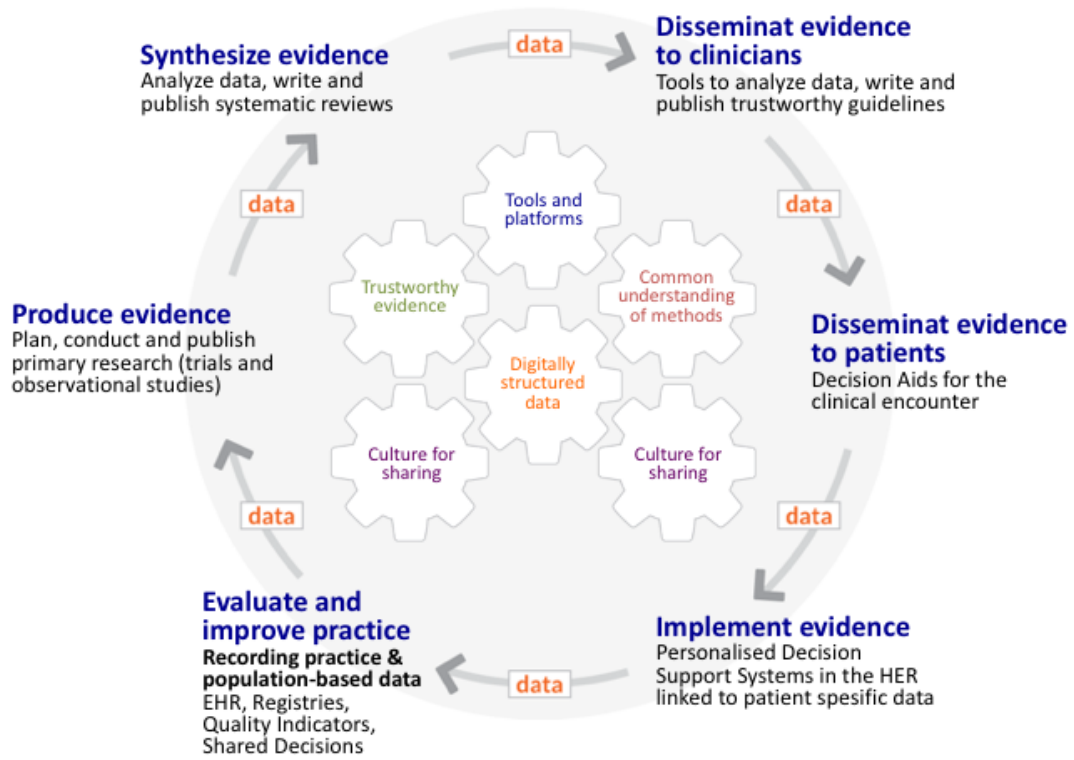 Synthesize evidence
Analyze data, write and
publish systematic reviews
data
Disseminat evidence
to clinicians
Tools to analyze data, write and
publish trustworthy guidelines
data
Disseminat evidence
to patients
Decision Aids for the
clinical encounter
data
Implement evidence
Personalised Decision
Support Systems in the HER
linked to patient spesific data
data
Evaluate and
improve practice
Recording practice &
population-based data
EHR, Registries,
Quality Indicators,
Shared Decisions
data
Produce evidence
Plan, conduct and publish
primary research (trials and
observational studies)
data
Tools and
platforms
Trustworthy
evidence
Common
understanding
of methods
Digitally
structured
data
Culture for
sharing
Culture for
sharing